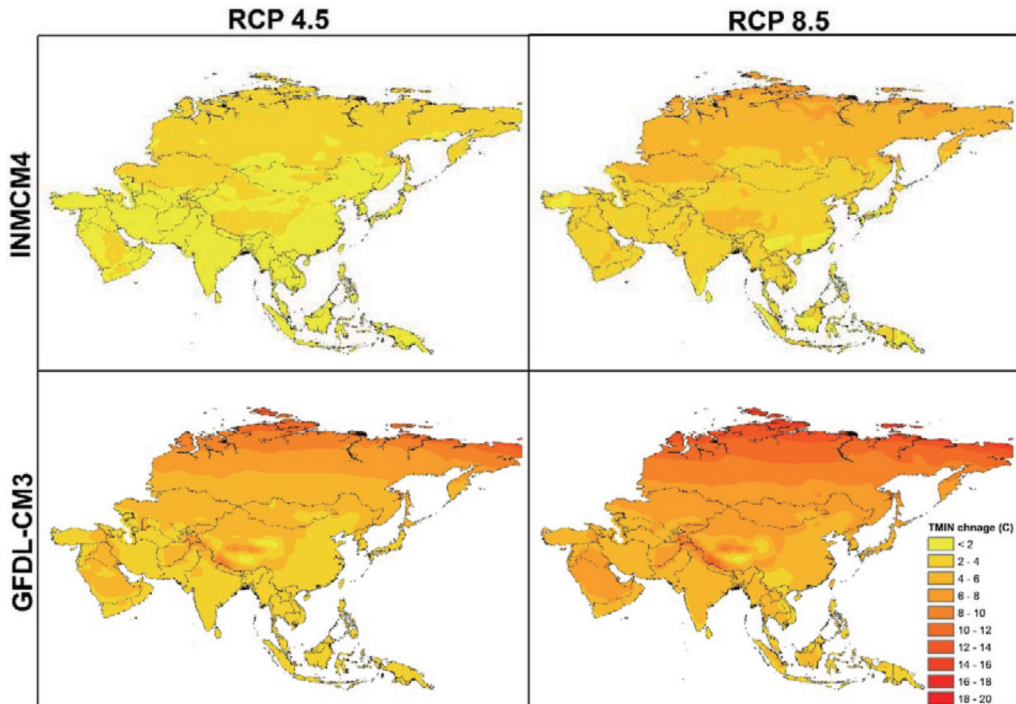 RCP 4.5
RCP 8.5
INMCM4
GFDL-CM3
TMIN chnage (C)
< 2
2 - 4
4 - 6
6 - 8
8 - 10
10 - 12
12 - 14
14 - 16
16 - 18
18 - 20